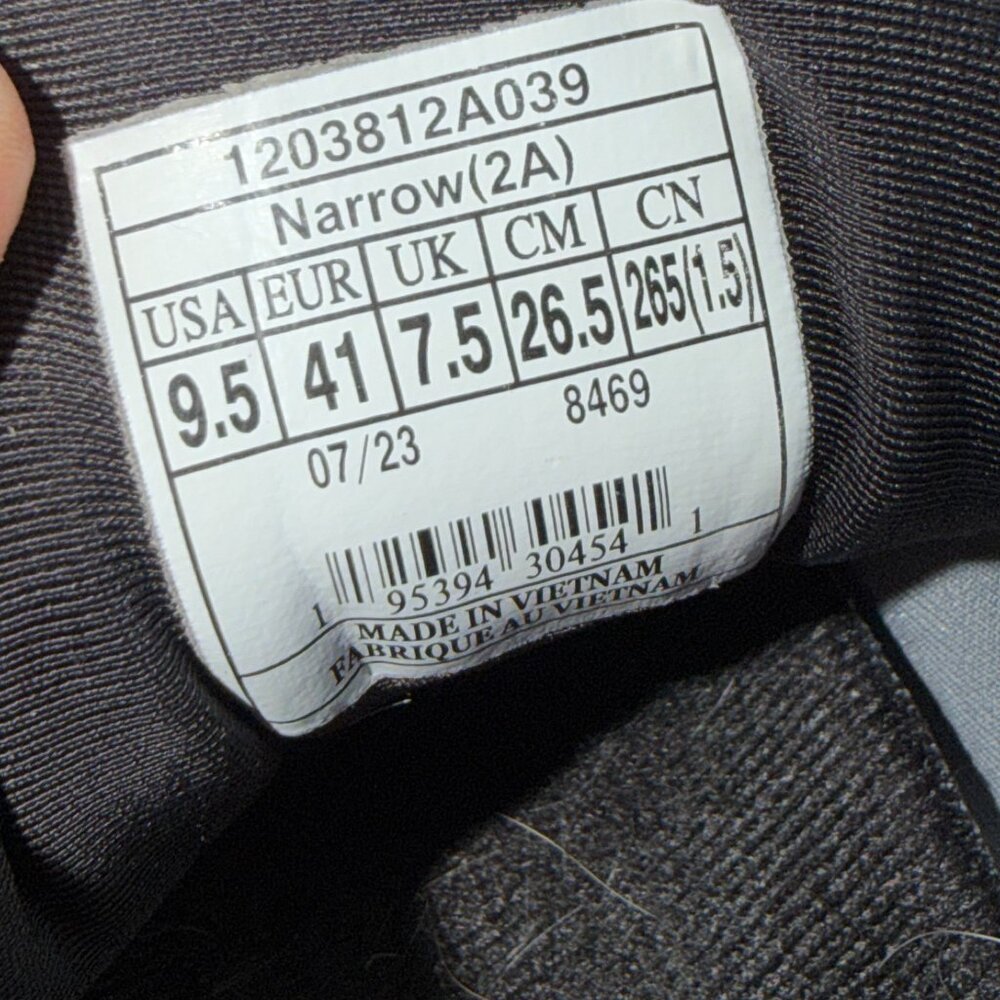 1203812A039
Narrow(2A)
USA EUR UK CM CN
9.5 41 7.5 26.5 265(1.5)
07/23 8469
1 95394 30454 1
MADE IN VIETNAM
FABRIQUE AU VIETNAM